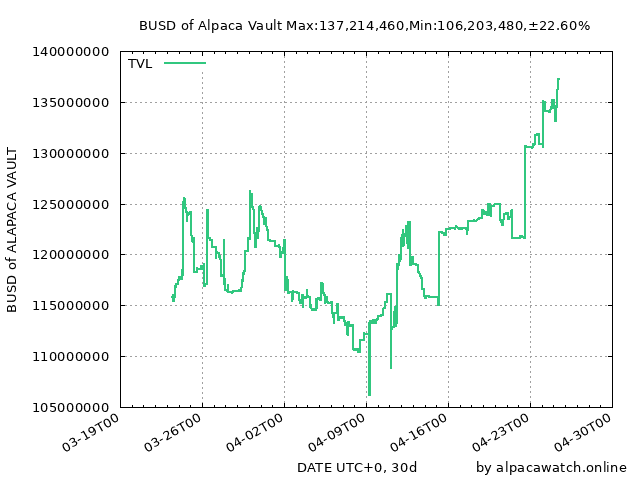 BUSD of Alpaca Vault Max:137,214,460,Min:106,203,480,±22.60%
TVL
140000000
135000000
130000000
125000000
120000000
115000000
110000000
105000000
BUSD of ALAPACA VAULT
03-19T00
03-26T00
04-02T00
04-09T00
04-16T00
04-23T00
04-30T00
DATE UTC+0, 30d
by alpacawatch.online